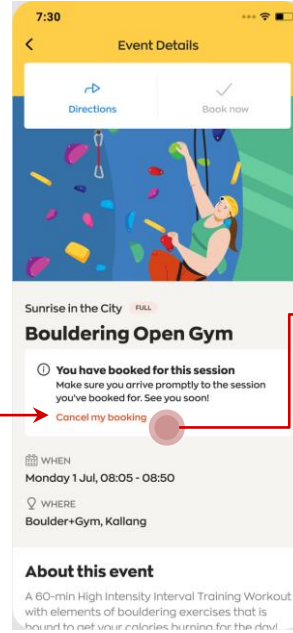 7:30
Event Details
Directions
Book now
Sunrise in the City FULL
Bouldering Open Gym
You have booked for this session
Make sure you arrive promptly to the session
you've booked for. See you soon!
Cancel my booking
WHEN
Monday 1 Jul, 08:05 - 08:50
WHERE
Boulder+Gym, Kallang
About this event
A 60-min High Intensity Interval Training Workout
with elements of bouldering exercises that is
bound to get your calories burning for the day!